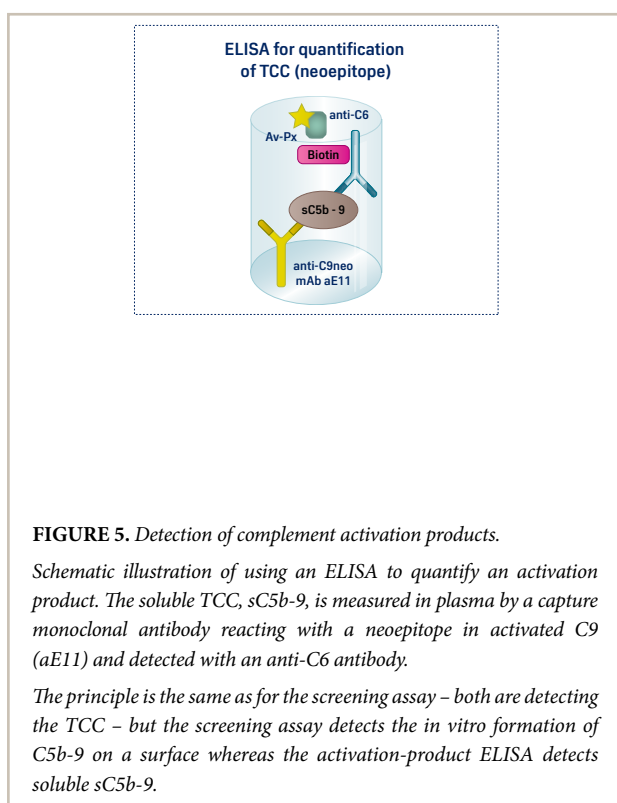 ELISA for quantification
of TCC (neoepitope)
anti-C6
Av-Px
Biotin
sC5b - 9
anti-C9neo
mAb aE11
FIGURE 5. Detection of complement activation products.
Schematic illustration of using an ELISA to quantify an activation
product. The soluble TCC, sC5b-9, is measured in plasma by a capture
monoclonal antibody reacting with a neoepitope in activated C9
(aE11) and detected with an anti-C6 antibody.
The principle is the same as for the screening assay – both are detecting
the TCC – but the screening assay detects the in vitro formation of
C5b-9 on a surface whereas the activation-product ELISA detects
soluble sC5b-9.